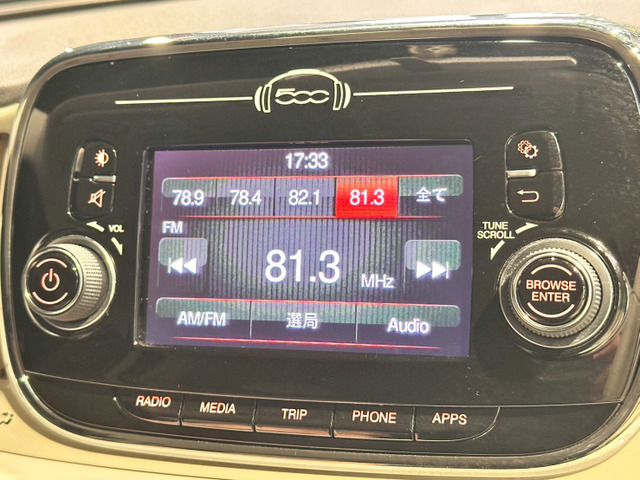 500
17:33
78.9 78.4 82.1 81.3 全て
FM
81.3 MHz
AM/FM 選局 Audio
VOL
TUNE
SCROLL
BROWSE
ENTER
RADIO MEDIA TRIP PHONE APPS